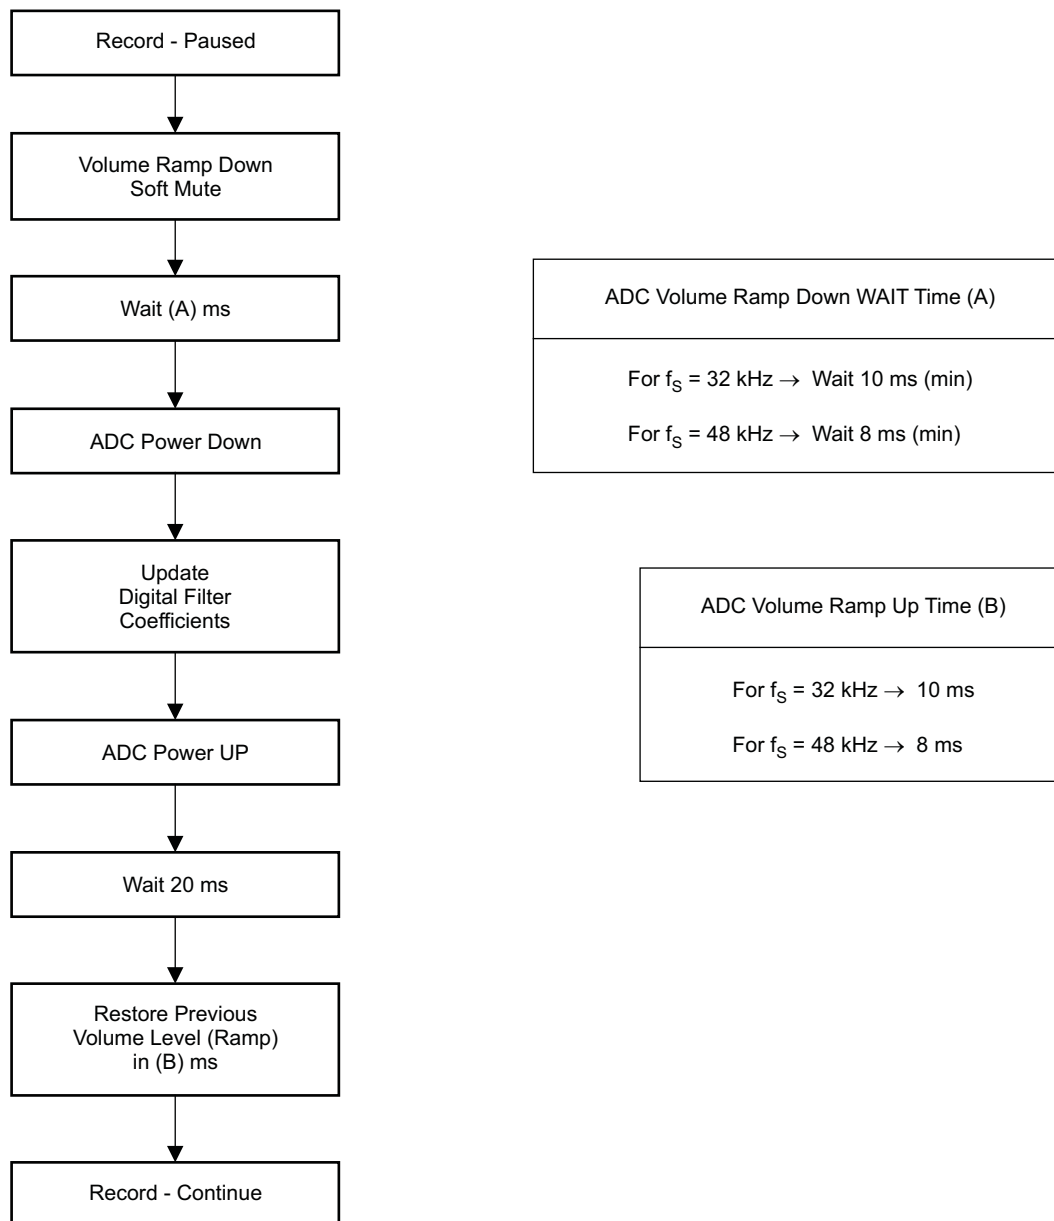 Record - Paused
Volume Ramp Down
Soft Mute
Wait (A) ms
ADC Power Down
Update
Digital Filter
Coefficients
ADC Power UP
Wait 20 ms
Restore Previous
Volume Level (Ramp)
in (B) ms
Record - Continue
ADC Volume Ramp Down WAIT Time (A)
For fS = 32 kHz → Wait 10 ms (min)
For fS = 48 kHz → Wait 8 ms (min)
ADC Volume Ramp Up Time (B)
For fS = 32 kHz → 10 ms
For fS = 48 kHz → 8 ms